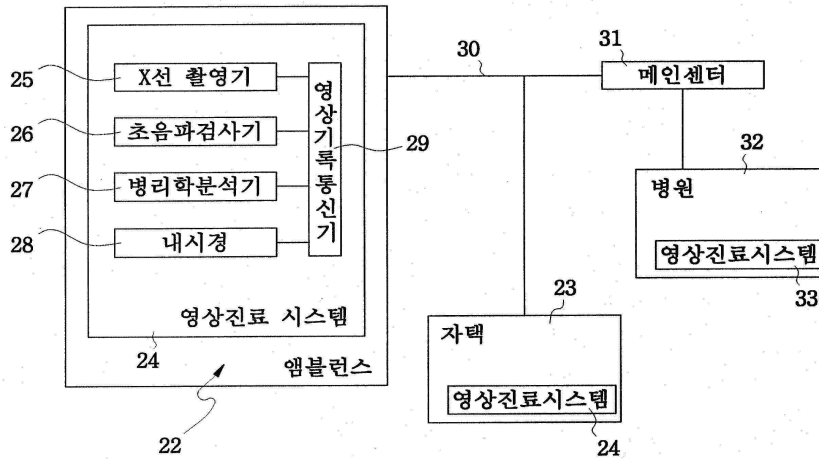 25
X선 촬영기
26
초음파검사기
27
병리학분석기
28
내시경
영상기록통신기
29
영상진료 시스템
24
앰블런스
22
30
31
메인센터
32
병원
영상진료시스템
33
23
자택
영상진료시스템
24